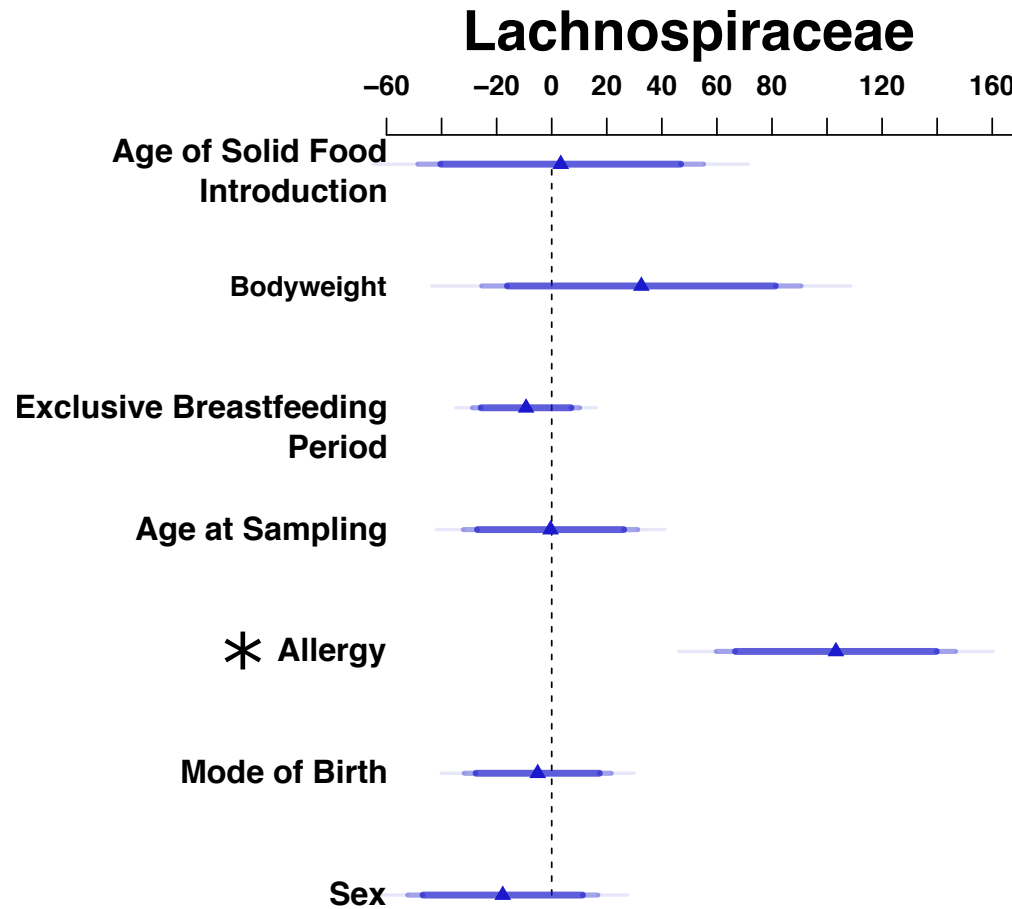 Lachnospiraceae
−60 −20 0 20 40 60 80 120 160
Age of Solid Food
Introduction
Bodyweight
Exclusive Breastfeeding
Period
Age at Sampling
* Allergy
Mode of Birth
Sex